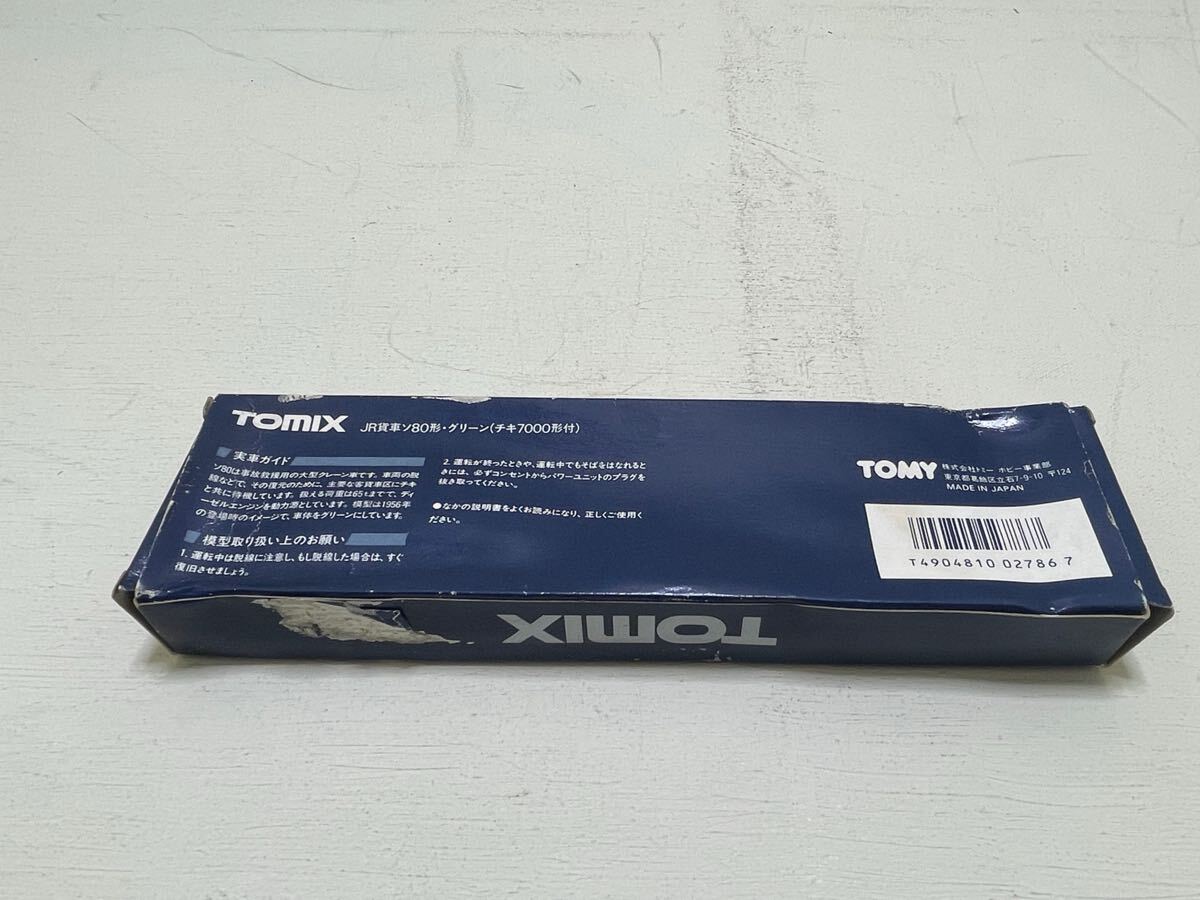 TOMIX JR貨車ソ80形・グリーン(チキ7000形付)
実車ガイド
ソ80は事故救援用の大型クレーン車です。車両の脱
線などで、その復元のために、主要な客貨車区にチキ
と共に待機しています。扱える荷重は65tまでで、ディ
ーゼルエンジンを動力源としています。模型は1956年
の登場時のイメージで、車体をグリーンにしています。
模型取り扱い上のお願い
1. 運転中は脱線に注意し、もし脱線した場合は、すぐ
復旧させましょう。
2. 運転が終ったときや、運転中でもそばをはなれると
きには、必ずコンセントからパワーユニットのプラグを
抜き取ってください。
●なかの説明書をよくお読みになり、正しくご使用く
ださい。
TOMY 株式会社トミー ホビー事業部
東京都葛飾区立石7-9-10 〒124
MADE IN JAPAN
T4904810 02786 7
TOMIX